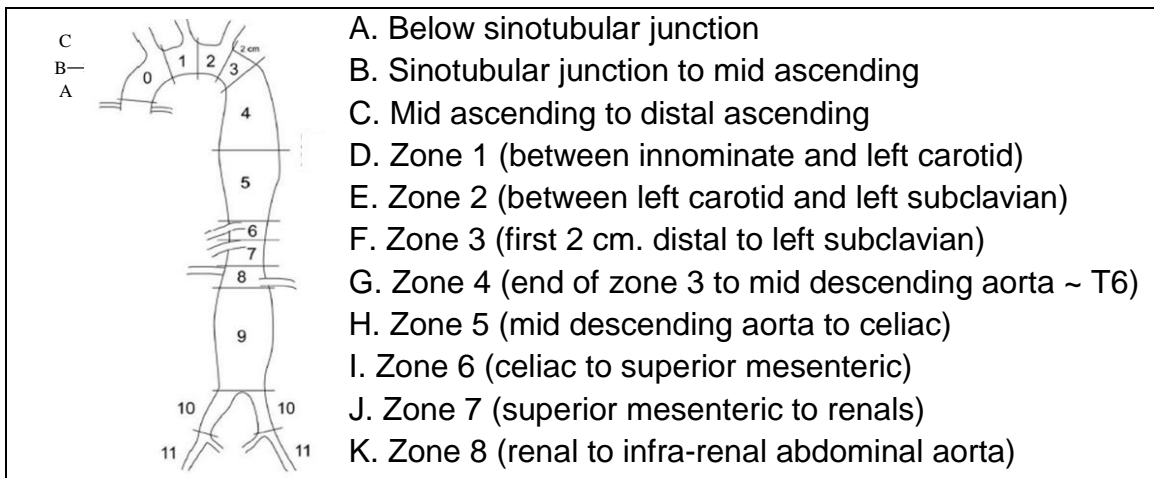 C
B
A
0
1
2
2 cm
3
4
5
6
7
8
9
10
10
11
11
A. Below sinotubular junction
B. Sinotubular junction to mid ascending
C. Mid ascending to distal ascending
D. Zone 1 (between innominate and left carotid)
E. Zone 2 (between left carotid and left subclavian)
F. Zone 3 (first 2 cm. distal to left subclavian)
G. Zone 4 (end of zone 3 to mid descending aorta ~ T6)
H. Zone 5 (mid descending aorta to celiac)
I. Zone 6 (celiac to superior mesenteric)
J. Zone 7 (superior mesenteric to renals)
K. Zone 8 (renal to infra-renal abdominal aorta)